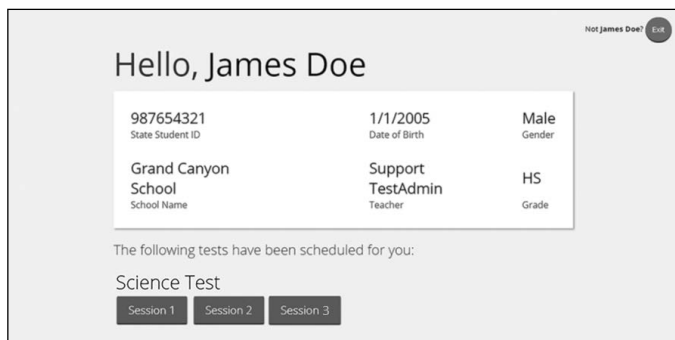 Not James Doe? Exit
Hello, James Doe
987654321 1/1/2005 Male
State Student ID Date of Birth Gender
Grand Canyon Support HS
School TestAdmin
School Name Teacher Grade
The following tests have been scheduled for you:
Science Test
Session 1 Session 2 Session 3